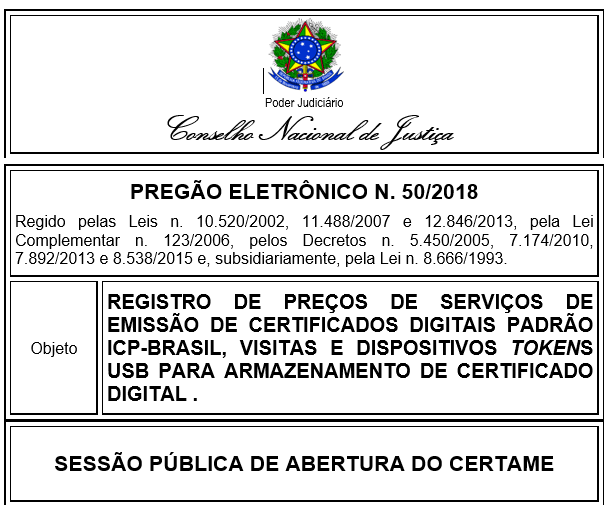 Poder Judiciário
Conselho Nacional de Justiça
PREGÃO ELETRÔNICO N. 50/2018
Regido pelas Leis n. 10.520/2002, 11.488/2007 e 12.846/2013, pela Lei
Complementar n. 123/2006, pelos Decretos n. 5.450/2005, 7.174/2010,
7.892/2013 e 8.538/2015 e, subsidiariamente, pela Lei n. 8.666/1993.
Objeto
REGISTRO DE PREÇOS DE SERVIÇOS DE
EMISSÃO DE CERTIFICADOS DIGITAIS PADRÃO
ICP-BRASIL, VISITAS E DISPOSITIVOS TOKENS
USB PARA ARMAZENAMENTO DE CERTIFICADO
DIGITAL .
SESSÃO PÚBLICA DE ABERTURA DO CERTAME